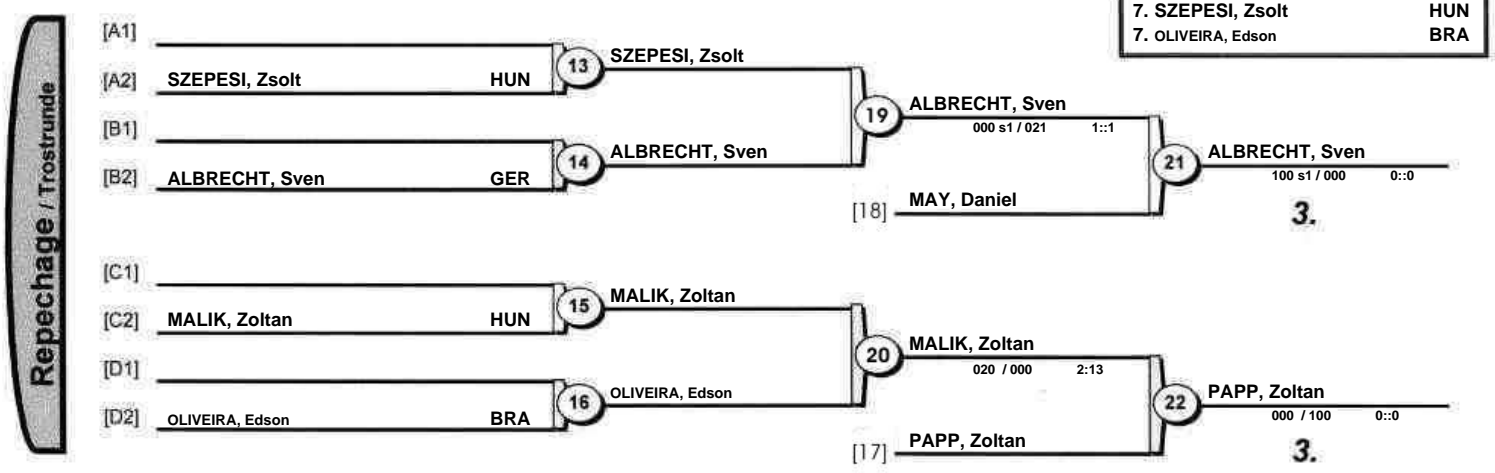 7. SZEPESI, Zsolt HUN
7. OLIVEIRA, Edson BRA
Repechage / Trostrunde
[A1]
[A2] SZEPESI, Zsolt HUN
13 SZEPESI, Zsolt
[B1]
[B2] ALBRECHT, Sven GER
14 ALBRECHT, Sven
19 ALBRECHT, Sven
000 s1 / 021 1::1
[18] MAY, Daniel
21 ALBRECHT, Sven
100 s1 / 000 0::0
3.
[C1]
[C2] MALIK, Zoltan HUN
15 MALIK, Zoltan
[D1]
[D2] OLIVEIRA, Edson BRA
16 OLIVEIRA, Edson
20 MALIK, Zoltan
020 / 000 2:13
[17] PAPP, Zoltan
22 PAPP, Zoltan
000 / 100 0::0
3.